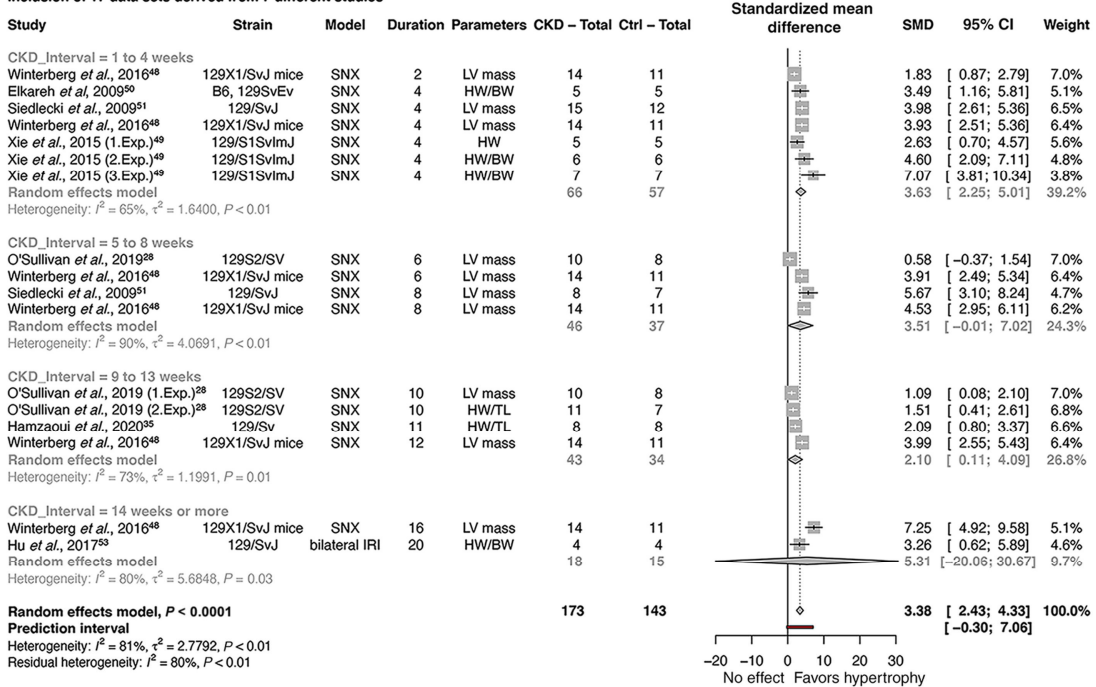 Inclusion of 17 data sets derived from 7 different studies
Standardized mean
difference
Study Strain Model Duration Parameters CKD – Total Ctrl – Total SMD 95% CI Weight
CKD_Interval = 1 to 4 weeks
Winterberg et al., 2016⁴⁸ 129X1/SvJ mice SNX 2 LV mass 14 11 1.83 [ 0.87; 2.79] 7.0%
Elkareh et al, 2009⁵⁰ B6, 129SvEv SNX 4 HW/BW 5 5 3.49 [ 1.16; 5.81] 5.1%
Siedlecki et al., 2009⁵¹ 129/SvJ SNX 4 LV mass 15 12 3.98 [ 2.61; 5.36] 6.5%
Winterberg et al., 2016⁴⁸ 129X1/SvJ mice SNX 4 LV mass 14 11 3.93 [ 2.51; 5.36] 6.4%
Xie et al., 2015 (1.Exp.)⁴⁹ 129/S1SvImJ SNX 4 HW 5 5 2.63 [ 0.70; 4.57] 5.6%
Xie et al., 2015 (2.Exp.)⁴⁹ 129/S1SvImJ SNX 4 HW/BW 6 6 4.60 [ 2.09; 7.11] 4.8%
Xie et al., 2015 (3.Exp.)⁴⁹ 129/S1SvImJ SNX 4 HW/BW 7 7 7.07 [ 3.81; 10.34] 3.8%
Random effects model 66 57 3.63 [ 2.25; 5.01] 39.2%
Heterogeneity: I² = 65%, τ² = 1.6400, P < 0.01
CKD_Interval = 5 to 8 weeks
O'Sullivan et al., 2019²⁸ 129S2/SV SNX 6 LV mass 10 8 0.58 [ −0.37; 1.54] 7.0%
Winterberg et al., 2016⁴⁸ 129X1/SvJ mice SNX 6 LV mass 14 11 3.91 [ 2.49; 5.34] 6.4%
Siedlecki et al., 2009⁵¹ 129/SvJ SNX 8 LV mass 8 7 5.67 [ 3.10; 8.24] 4.7%
Winterberg et al., 2016⁴⁸ 129X1/SvJ mice SNX 8 LV mass 14 11 4.53 [ 2.95; 6.11] 6.2%
Random effects model 46 37 3.51 [ −0.01; 7.02] 24.3%
Heterogeneity: I² = 90%, τ² = 4.0691, P < 0.01
CKD_Interval = 9 to 13 weeks
O'Sullivan et al., 2019 (1.Exp.)²⁸ 129S2/SV SNX 10 LV mass 10 8 1.09 [ 0.08; 2.10] 7.0%
O'Sullivan et al., 2019 (2.Exp.)²⁸ 129S2/SV SNX 10 HW/TL 11 7 1.51 [ 0.41; 2.61] 6.8%
Hamzaoui et al., 2020³⁵ 129/Sv SNX 11 HW/TL 8 8 2.09 [ 0.80; 3.37] 6.6%
Winterberg et al., 2016⁴⁸ 129X1/SvJ mice SNX 12 LV mass 14 11 3.99 [ 2.55; 5.43] 6.4%
Random effects model 43 34 2.10 [ 0.11; 4.09] 26.8%
Heterogeneity: I² = 73%, τ² = 1.1991, P = 0.01
CKD_Interval = 14 weeks or more
Winterberg et al., 2016⁴⁸ 129X1/SvJ mice SNX 16 LV mass 14 11 7.25 [ 4.92; 9.58] 5.1%
Hu et al., 2017⁵³ 129/SvJ bilateral IRI 20 HW/BW 4 4 3.26 [ 0.62; 5.89] 4.6%
Random effects model 18 15 5.31 [−20.06; 30.67] 9.7%
Heterogeneity: I² = 80%, τ² = 5.6848, P = 0.03
Random effects model, P < 0.0001 173 143 3.38 [ 2.43; 4.33] 100.0%
Prediction interval [ −0.30; 7.06]
Heterogeneity: I² = 81%, τ² = 2.7792, P < 0.01
Residual heterogeneity: I² = 80%, P < 0.01
−20 −10 0 10 20 30
No effect Favors hypertrophy